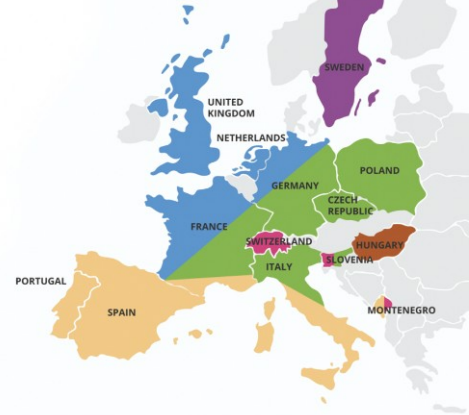 SWEDEN
UNITED
KINGDOM
NETHERLANDS
POLAND
GERMANY
CZECH
REPUBLIC
FRANCE
SWITZERLAND
HUNGARY
SLOVENIA
ITALY
PORTUGAL
SPAIN
MONTENEGRO